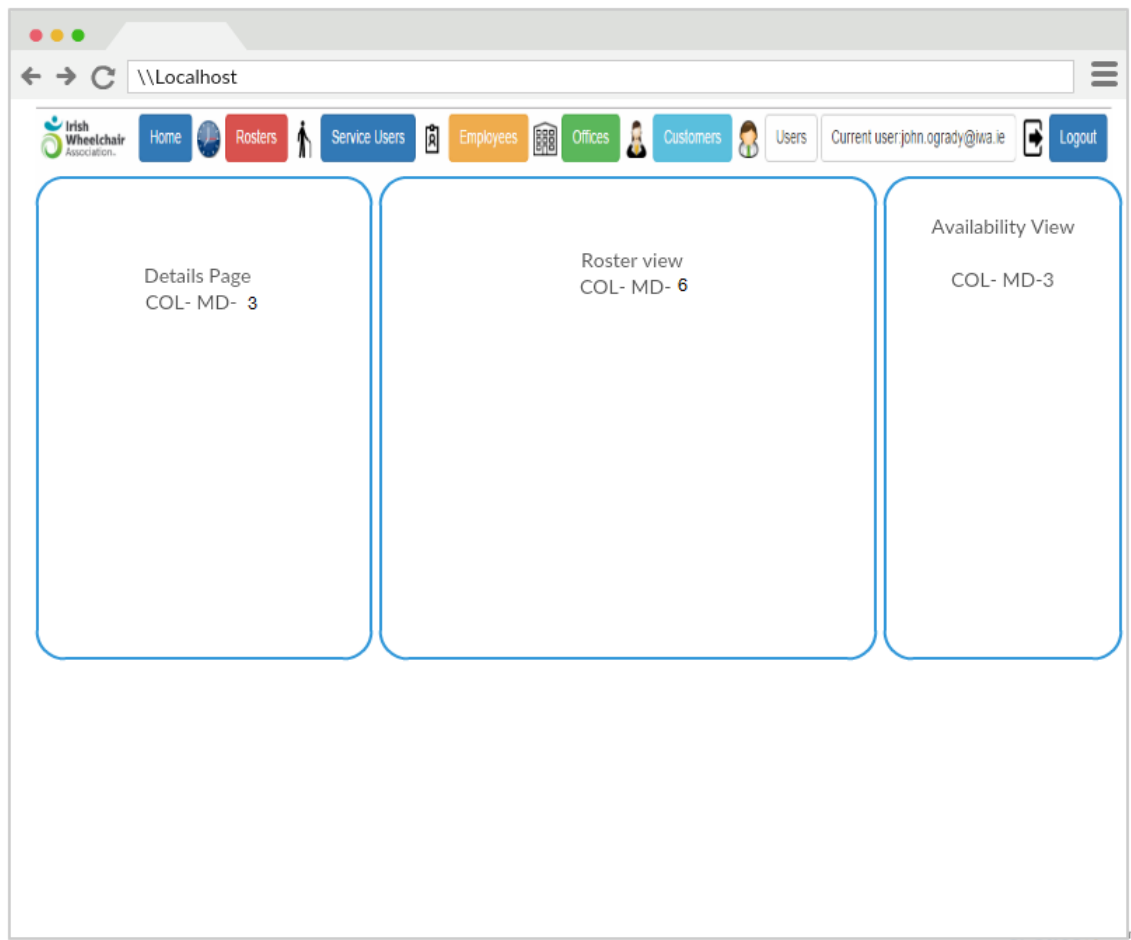 \\Localhost
Irish
Wheelchair
Association.
Home
Rosters
Service Users
Employees
Offices
Customers
Users
Current user:john.ogrady@iwa.ie
Logout
Details Page
COL- MD- 3
Roster view
COL- MD- 6
Availability View
COL- MD-3